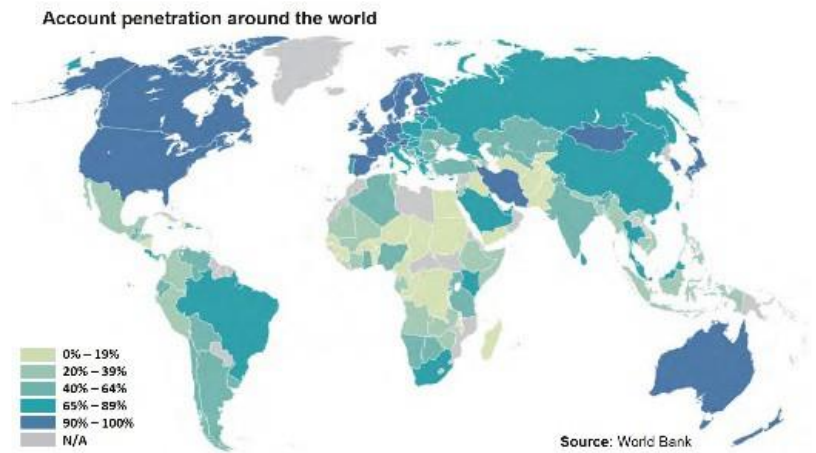 Account penetration around the world
0% – 19%
20% – 39%
40% – 64%
65% – 89%
90% – 100%
N/A
Source: World Bank